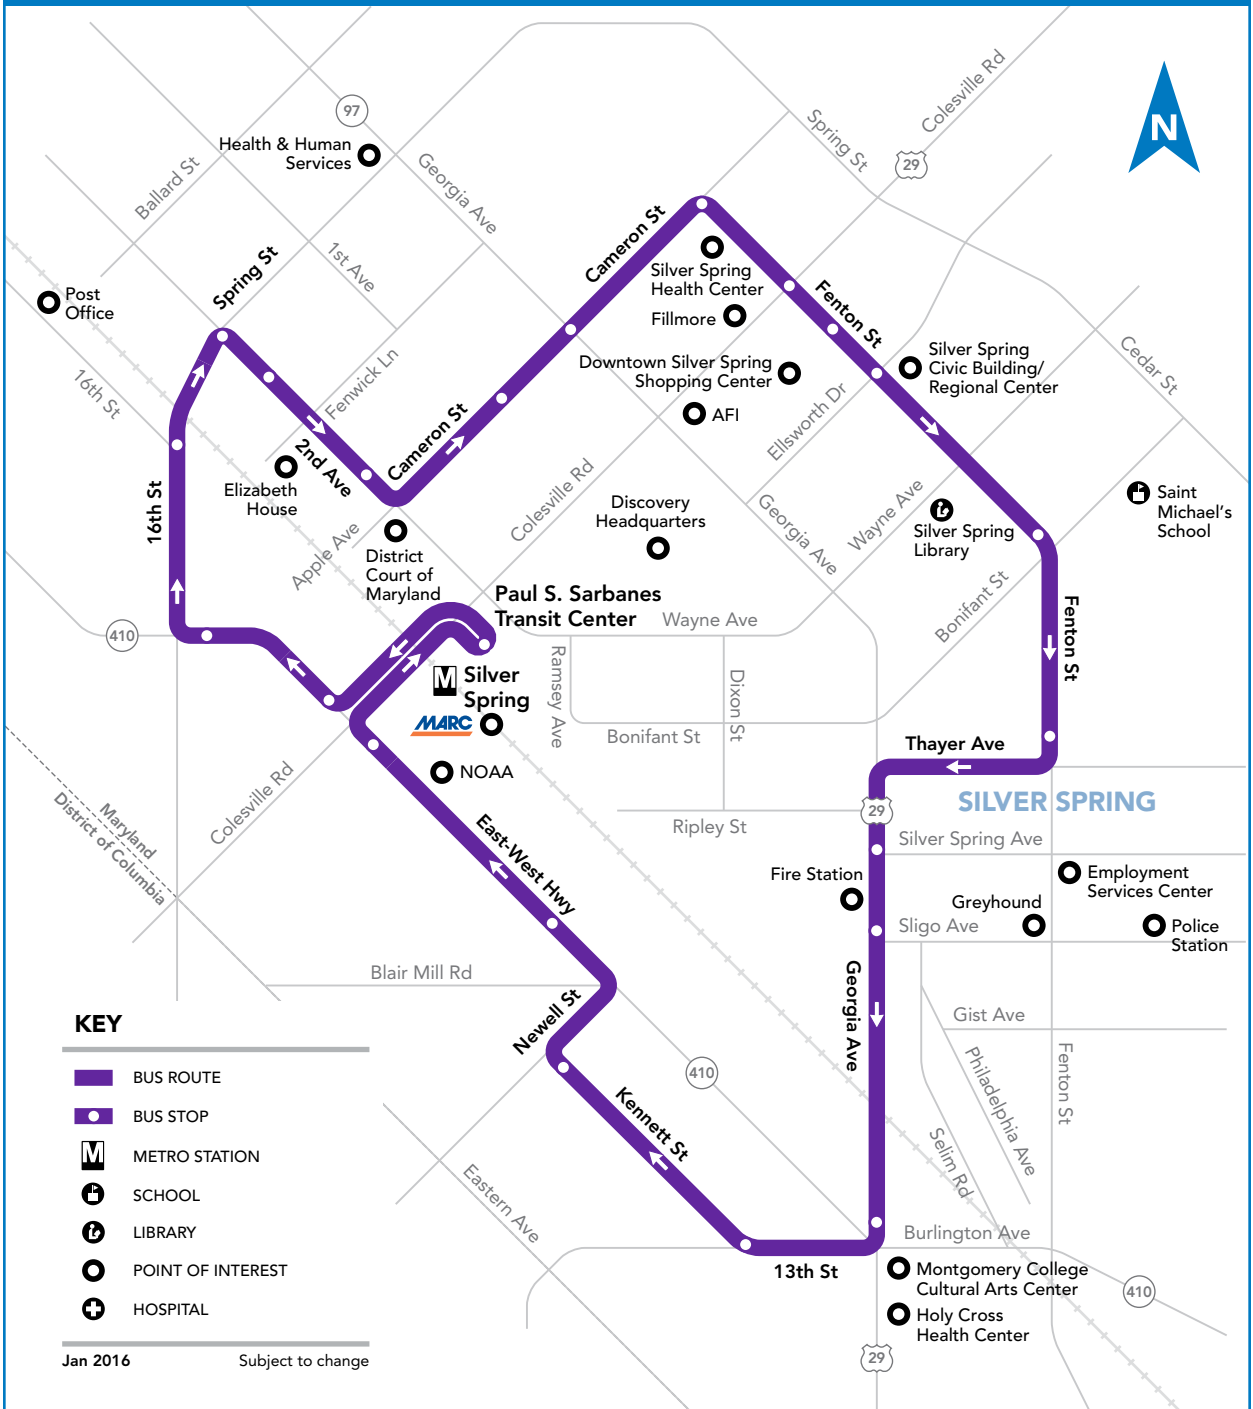 Colesville Rd
Spring St
29
N
97
Health & Human
Services
Ballard St
Georgia Ave
Cameron St
1st Ave
Spring St
Post
Office
Silver Spring
Health Center
Fillmore
Fenton St
Downtown Silver Spring
Shopping Center
Silver Spring
Civic Building/
Regional Center
Cedar St
16th St
Fenwick Ln
AFI
Ellsworth Dr
Cameron St
2nd Ave
Elizabeth
House
16th St
Colesville Rd
Discovery
Headquarters
Georgia Ave
Wayne Ave
Silver Spring
Library
Saint
Michael's
School
Apple Ave
District
Court of
Maryland
Paul S. Sarbanes
Transit Center
Wayne Ave
Bonifant St
Fenton St
410
M
Silver
Spring
MARC
Ramsey Ave
Dixon St
Bonifant St
Thayer Ave
NOAA
SILVER SPRING
Colesville Rd
Maryland
District of Columbia
29
Ripley St
Silver Spring Ave
East-West Hwy
Fire Station
Employment
Services Center
Greyhound
Sligo Ave
Police
Station
Blair Mill Rd
Georgia Ave
Newell St
Gist Ave
Philadelphia Ave
Fenton St
410
Kennett St
Selim Rd
Eastern Ave
Burlington Ave
13th St
Montgomery College
Cultural Arts Center
410
Holy Cross
Health Center
29
KEY
BUS ROUTE
BUS STOP
M
METRO STATION
SCHOOL
LIBRARY
POINT OF INTEREST
HOSPITAL
Jan 2016
Subject to change